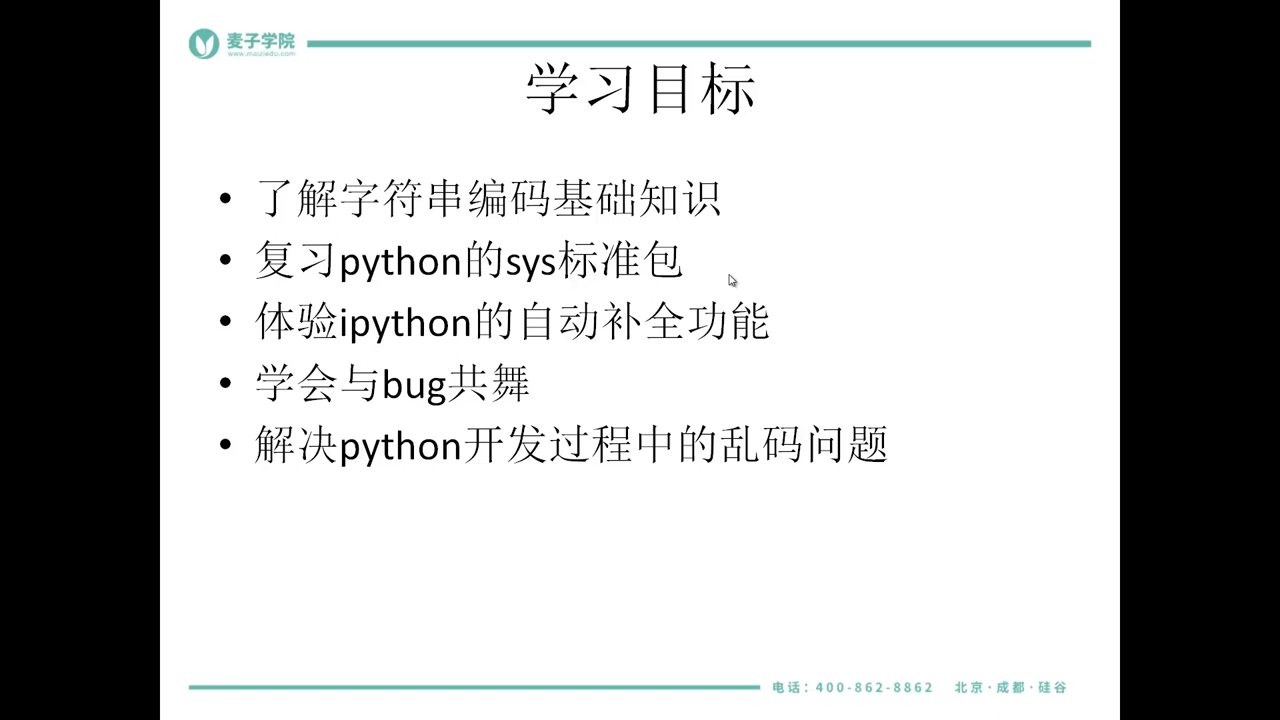 麦子学院
www.maiziedu.com
学习目标
• 了解字符串编码基础知识
• 复习python的sys标准包
• 体验ipython的自动补全功能
• 学会与bug共舞
• 解决python开发过程中的乱码问题
电话：400-862-8862 北京·成都·硅谷